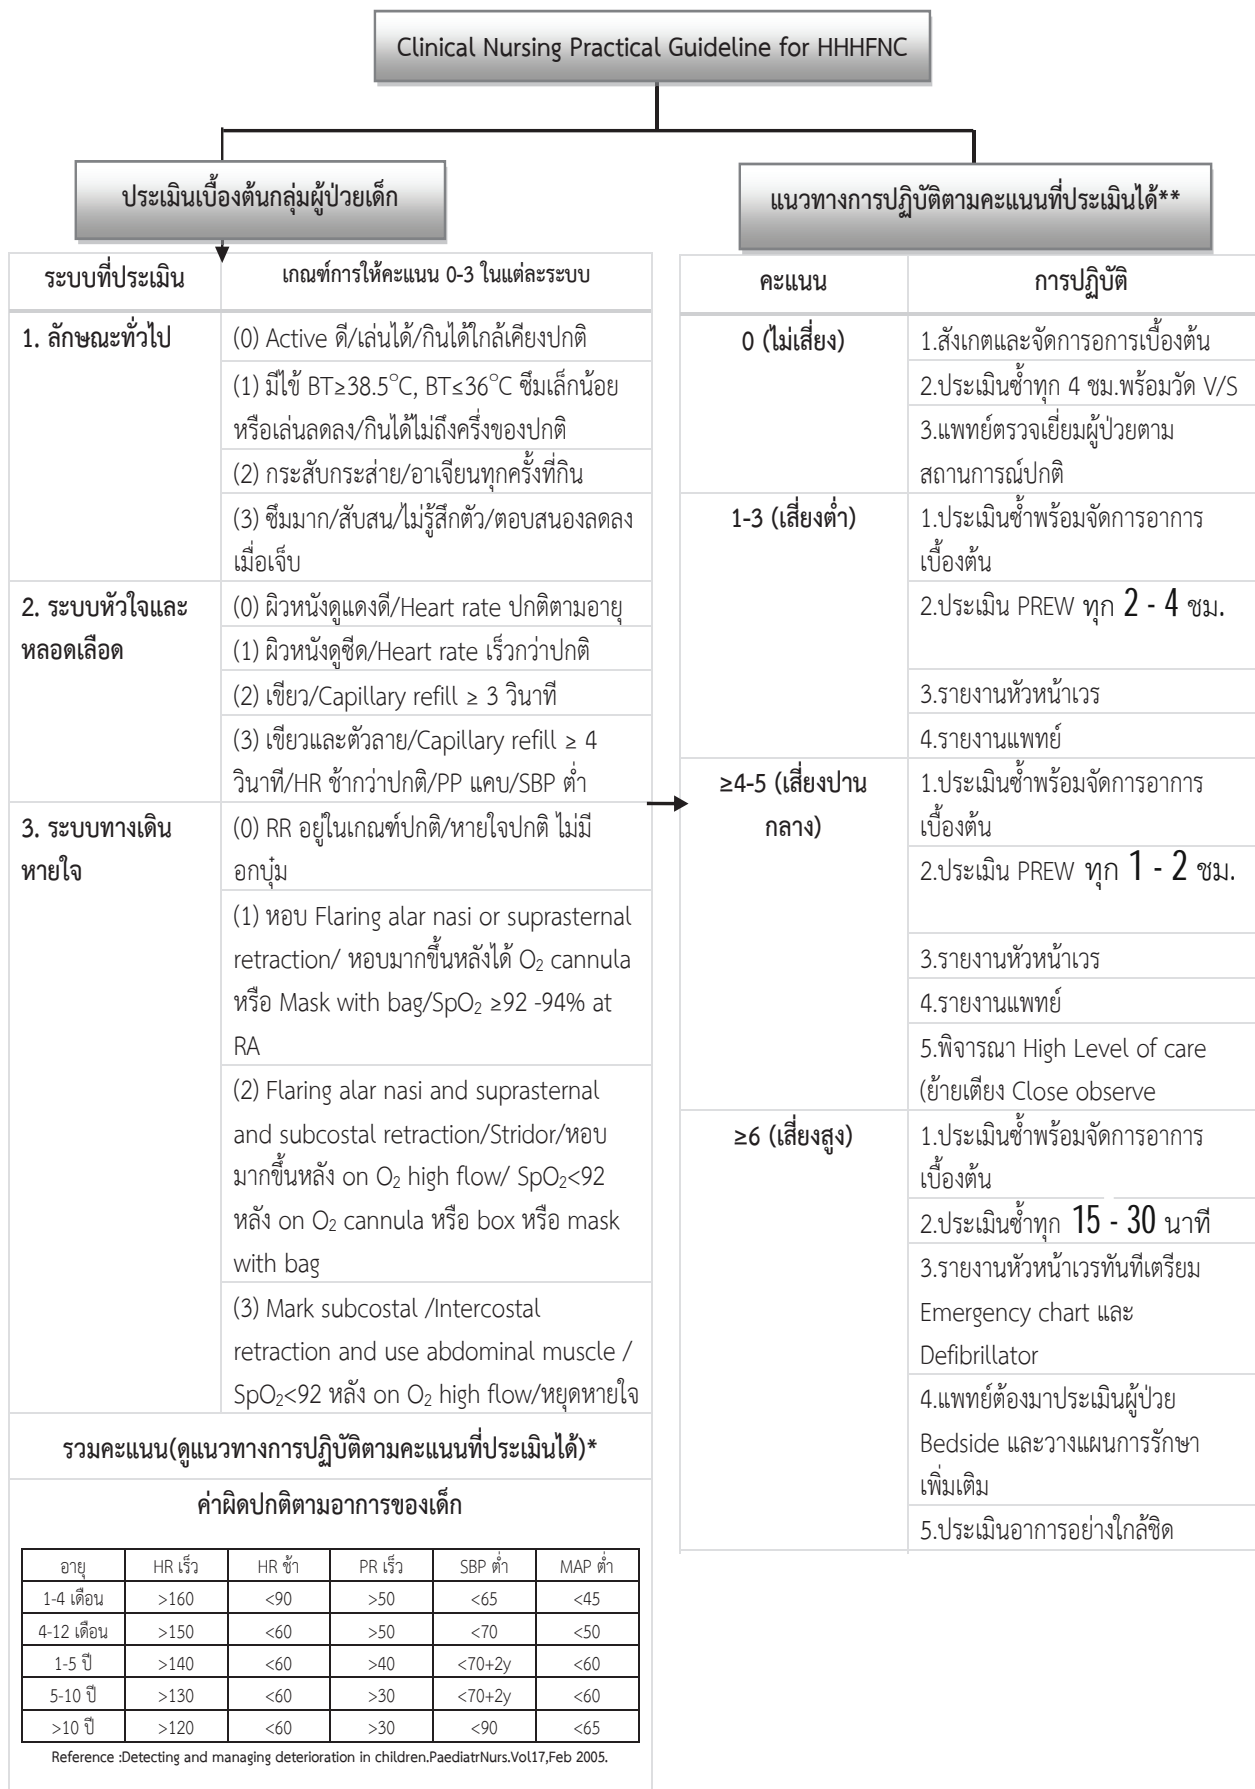 Clinical Nursing Practical Guideline for HHHFNC
ประเมินเบื้องต้นกลุ่มผู้ป่วยเด็ก
ระบบที่ประเมิน
เกณฑ์การให้คะแนน 0-3 ในแต่ละระบบ
1. ลักษณะทั่วไป
(0) Active ดี/เล่นได้/กินได้ใกล้เคียงปกติ
(1) มีไข้ BT≥38.5°C, BT≤36°C ซึมเล็กน้อย
หรือเล่นลดลง/กินได้ไม่ถึงครึ่งของปกติ
(2) กระสับกระส่าย/อาเจียนทุกครั้งที่กิน
(3) ซึมมาก/สับสน/ไม่รู้สึกตัว/ตอบสนองลดลง
เมื่อเจ็บ
2. ระบบหัวใจและ
หลอดเลือด
(0) ผิวหนังดูแดงดี/Heart rate ปกติตามอายุ
(1) ผิวหนังดูซีด/Heart rate เร็วกว่าปกติ
(2) เขียว/Capillary refill ≥ 3 วินาที
(3) เขียวและตัวลาย/Capillary refill ≥ 4
วินาที/HR ช้ากว่าปกติ/PP แคบ/SBP ต่ำ
3. ระบบทางเดิน
หายใจ
(0) RR อยู่ในเกณฑ์ปกติ/หายใจปกติ ไม่มี
อกบุ๋ม
(1) หอบ Flaring alar nasi or suprasternal
retraction/ หอบมากขึ้นหลังได้ O₂ cannula
หรือ Mask with bag/SpO₂ ≥92 -94% at
RA
(2) Flaring alar nasi and suprasternal
and subcostal retraction/Stridor/หอบ
มากขึ้นหลัง on O₂ high flow/ SpO₂<92
หลัง on O₂ cannula หรือ box หรือ mask
with bag
(3) Mark subcostal /Intercostal
retraction and use abdominal muscle /
SpO₂<92 หลัง on O₂ high flow/หยุดหายใจ
รวมคะแนน(ดูแนวทางการปฏิบัติตามคะแนนที่ประเมินได้)*
ค่าผิดปกติตามอาการของเด็ก
อายุ HR เร็ว HR ช้า PR เร็ว SBP ต่ำ MAP ต่ำ
1-4 เดือน >160 <90 >50 <65 <45
4-12 เดือน >150 <60 >50 <70 <50
1-5 ปี >140 <60 >40 <70+2y <60
5-10 ปี >130 <60 >30 <70+2y <60
>10 ปี >120 <60 >30 <90 <65
Reference :Detecting and managing deterioration in children.PaediatrNurs.Vol17,Feb 2005.
แนวทางการปฏิบัติตามคะแนนที่ประเมินได้**
คะแนน
การปฏิบัติ
0 (ไม่เสี่ยง)
1.สังเกตและจัดการอการเบื้องต้น
2.ประเมินซ้ำทุก 4 ชม.พร้อมวัด V/S
3.แพทย์ตรวจเยี่ยมผู้ป่วยตาม
สถานการณ์ปกติ
1-3 (เสี่ยงต่ำ)
1.ประเมินซ้ำพร้อมจัดการอาการ
เบื้องต้น
2.ประเมิน PREW ทุก 2 - 4 ชม.
3.รายงานหัวหน้าเวร
4.รายงานแพทย์
≥4-5 (เสี่ยงปาน
กลาง)
1.ประเมินซ้ำพร้อมจัดการอาการ
เบื้องต้น
2.ประเมิน PREW ทุก 1 - 2 ชม.
3.รายงานหัวหน้าเวร
4.รายงานแพทย์
5.พิจารณา High Level of care
(ย้ายเตียง Close observe
≥6 (เสี่ยงสูง)
1.ประเมินซ้ำพร้อมจัดการอาการ
เบื้องต้น
2.ประเมินซ้ำทุก 15 - 30 นาที
3.รายงานหัวหน้าเวรทันทีเตรียม
Emergency chart และ
Defibrillator
4.แพทย์ต้องมาประเมินผู้ป่วย
Bedside และวางแผนการรักษา
เพิ่มเติม
5.ประเมินอาการอย่างใกล้ชิด